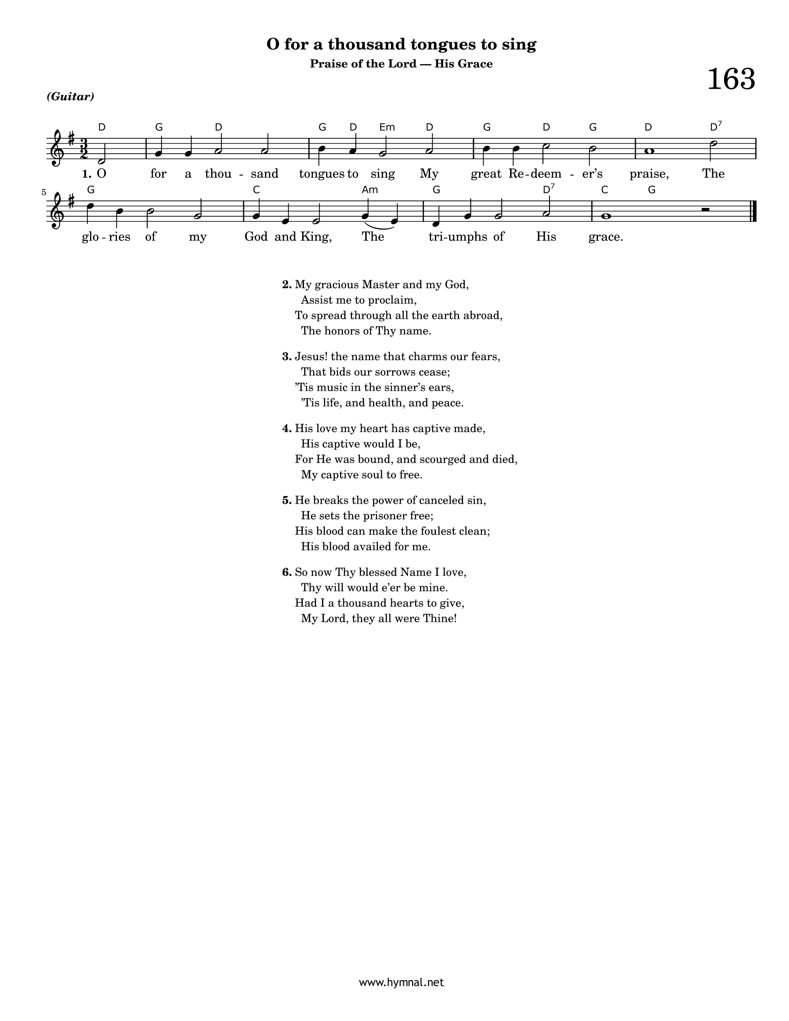 O for a thousand tongues to sing
Praise of the Lord — His Grace
163
(Guitar)
D G D G D Em D G D G D D7
1. O for a thou - sand tongues to sing My great Re - deem - er's praise, The
5
G C Am G D7 C G
glo - ries of my God and King, The tri - umphs of His grace.
2. My gracious Master and my God,
Assist me to proclaim,
To spread through all the earth abroad,
The honors of Thy name.
3. Jesus! the name that charms our fears,
That bids our sorrows cease;
'Tis music in the sinner's ears,
'Tis life, and health, and peace.
4. His love my heart has captive made,
His captive would I be,
For He was bound, and scourged and died,
My captive soul to free.
5. He breaks the power of canceled sin,
He sets the prisoner free;
His blood can make the foulest clean;
His blood availed for me.
6. So now Thy blessed Name I love,
Thy will would e'er be mine.
Had I a thousand hearts to give,
My Lord, they all were Thine!
www.hymnal.net